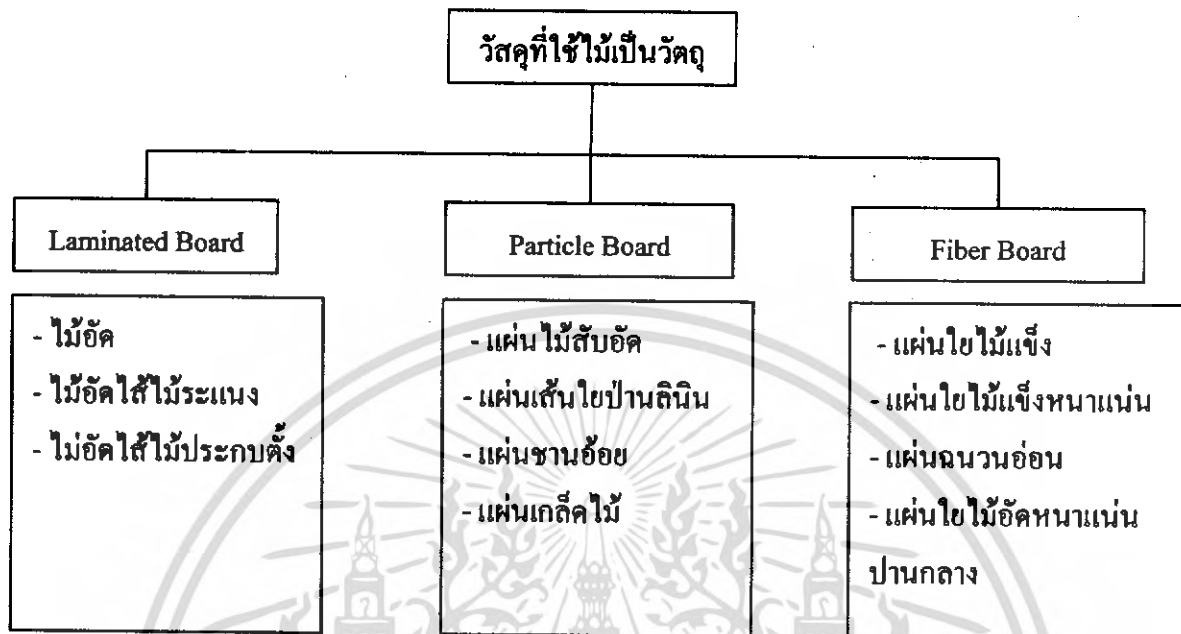 วัสดุที่ใช้ไม้เป็นวัตถุ
Laminated Board
- ไม้อัด
- ไม้อัดไส้ไม้ระแนง
- ไม่อัดไส้ไม้ประกบตั้ง
Particle Board
- แผ่นไม้สับอัด
- แผ่นเส้นใยป่านลินิน
- แผ่นชานอ้อย
- แผ่นเกล็ดไม้
Fiber Board
- แผ่นใยไม้แข็ง
- แผ่นใยไม้แข็งหนาแน่น
- แผ่นฉนวนอ่อน
- แผ่นใยไม้อัดหนาแน่น
ปานกลาง